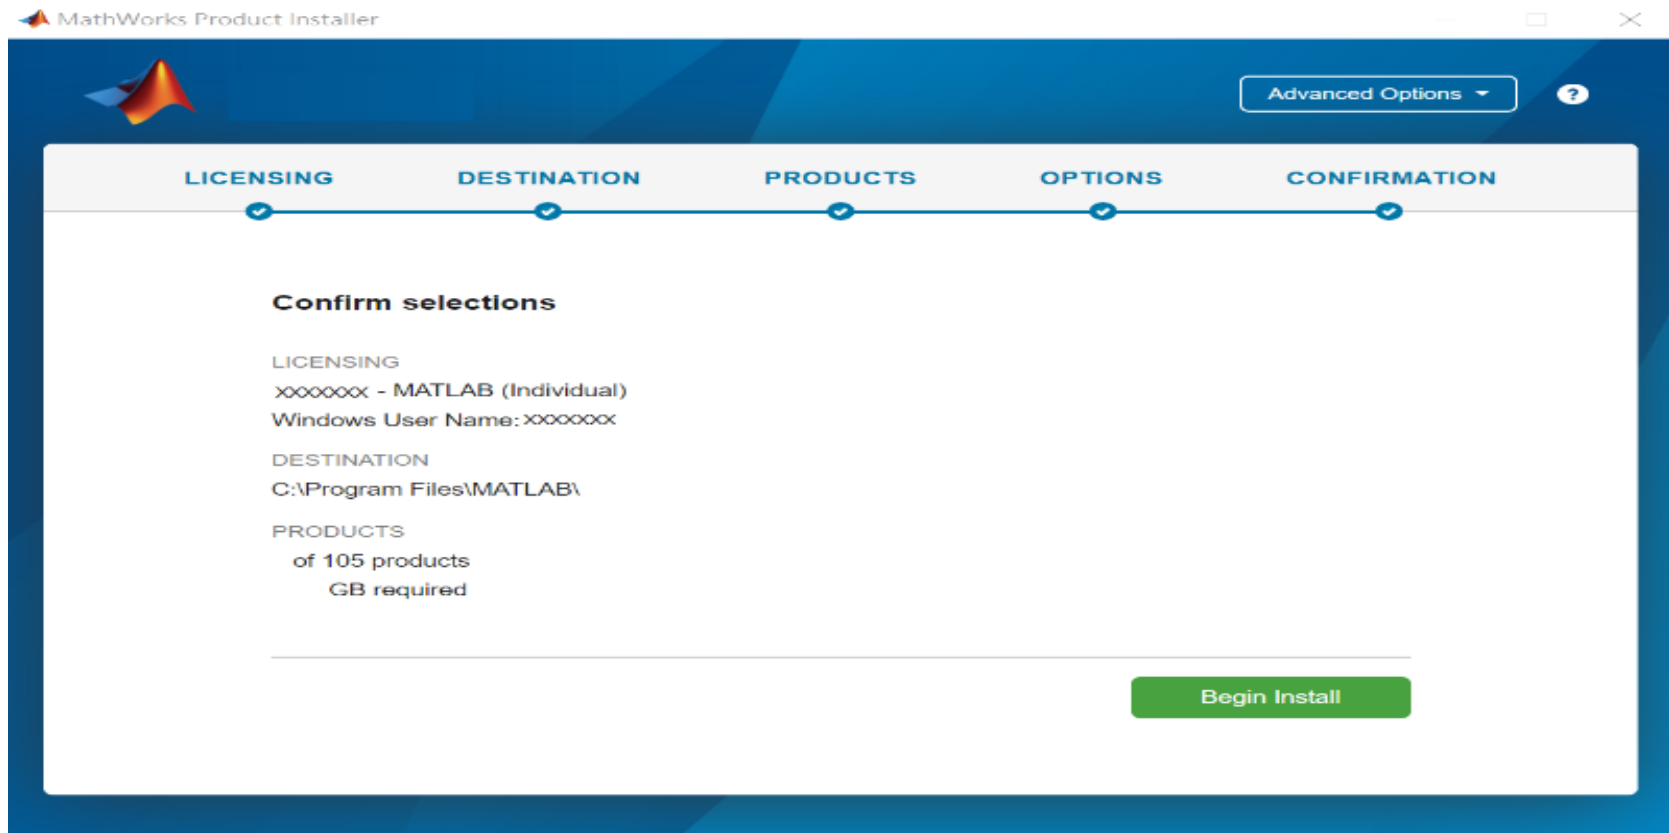 MathWorks Product Installer
Advanced Options
?
LICENSING DESTINATION PRODUCTS OPTIONS CONFIRMATION
Confirm selections
LICENSING
xxxxxxx - MATLAB (Individual)
Windows User Name: xxxxxxx
DESTINATION
C:\Program Files\MATLAB\
PRODUCTS
of 105 products
GB required
Begin Install